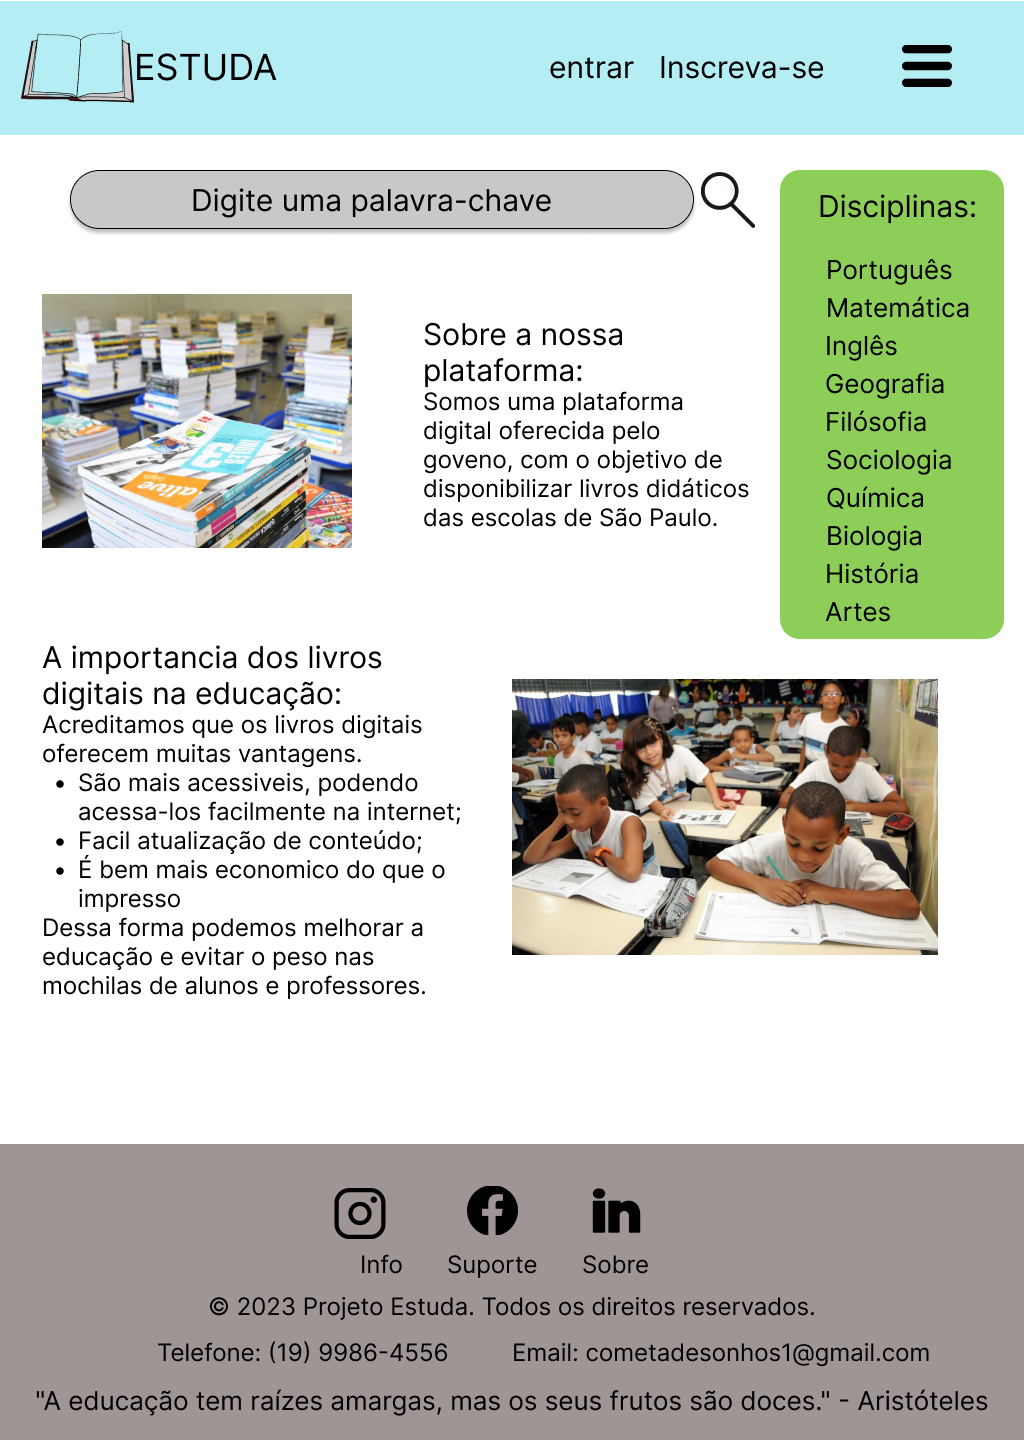 ESTUDA
entrar Inscreva-se
Digite uma palavra-chave
Disciplinas:
Português
Matemática
Inglês
Geografia
Filósofia
Sociologia
Química
Biologia
História
Artes
INGLÊS
3
alive
Sobre a nossa
plataforma:
Somos uma plataforma
digital oferecida pelo
goveno, com o objetivo de
disponibilizar livros didáticos
das escolas de São Paulo.
A importancia dos livros
digitais na educação:
Acreditamos que os livros digitais
oferecem muitas vantagens.
• São mais acessiveis, podendo
acessa-los facilmente na internet;
• Facil atualização de conteúdo;
• É bem mais economico do que o
impresso
Dessa forma podemos melhorar a
educação e evitar o peso nas
mochilas de alunos e professores.
Info Suporte Sobre
© 2023 Projeto Estuda. Todos os direitos reservados.
Telefone: (19) 9986-4556 Email: cometadesonhos1@gmail.com
"A educação tem raízes amargas, mas os seus frutos são doces." - Aristóteles